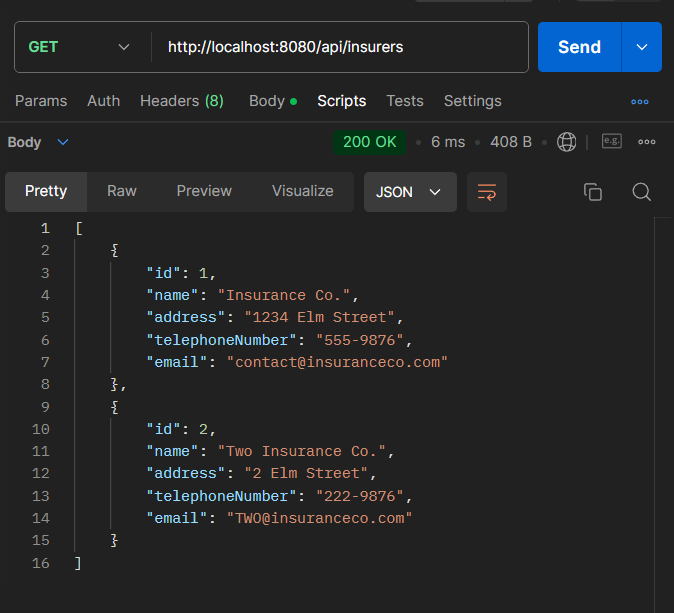 GET http://localhost:8080/api/insurers Send
Params Auth Headers (8) Body Scripts Tests Settings
Body 200 OK 6 ms 408 B e.g.
Pretty Raw Preview Visualize JSON
1 [
2 {
3 "id": 1,
4 "name": "Insurance Co.",
5 "address": "1234 Elm Street",
6 "telephoneNumber": "555-9876",
7 "email": "contact@insuranceco.com"
8 },
9 {
10 "id": 2,
11 "name": "Two Insurance Co.",
12 "address": "2 Elm Street",
13 "telephoneNumber": "222-9876",
14 "email": "TWO@insuranceco.com"
15 }
16 ]